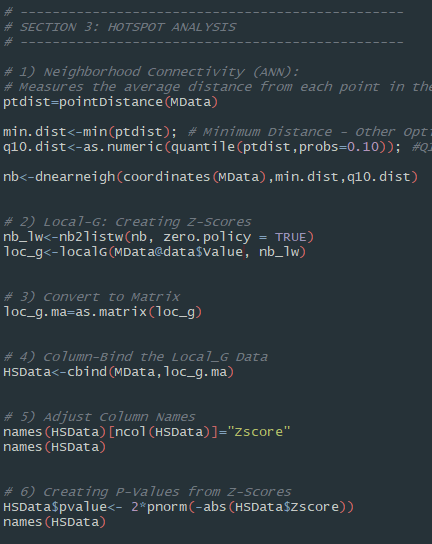 # ------------------------------------------------
# SECTION 3: HOTSPOT ANALYSIS
# ------------------------------------------------
# 1) Neighborhood Connectivity (ANN):
# Measures the average distance from each point in the
ptdist=pointDistance(MData)
min.dist<-min(ptdist); # Minimum Distance - Other
q10.dist<-as.numeric(quantile(ptdist,probs=0.10));
nb<-dnearneigh(coordinates(MData),min.dist,q10.dist)
# 2) Local-G: Creating Z-Scores
nb_lw<-nb2listw(nb, zero.policy = TRUE)
loc_g<-localG(MData@data$Value, nb_lw)
# 3) Convert to Matrix
loc_g.ma=as.matrix(loc_g)
# 4) Column-Bind the Local_G Data
HSData<-cbind(MData,loc_g.ma)
# 5) Adjust Column Names
names(HSData)[ncol(HSData)]="Zscore"
names(HSData)
# 6) Creating P-Values from Z-Scores
HSData$pvalue<- 2*pnorm(-abs(HSData$Zscore))
names(HSData)